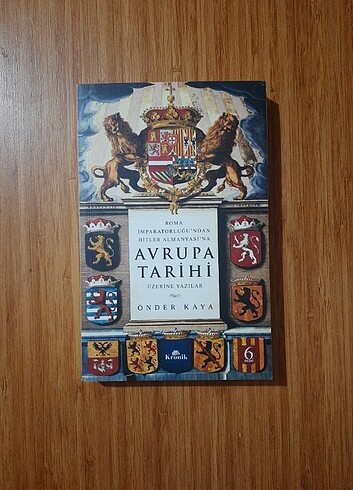 ROMA
İMPARATORLUĞU'NDAN
HİTLER ALMANYASI'NA
AVRUPA
TARİHİ
ÜZERİNE YAZILAR
ÖNDER KAYA
Kronik
6